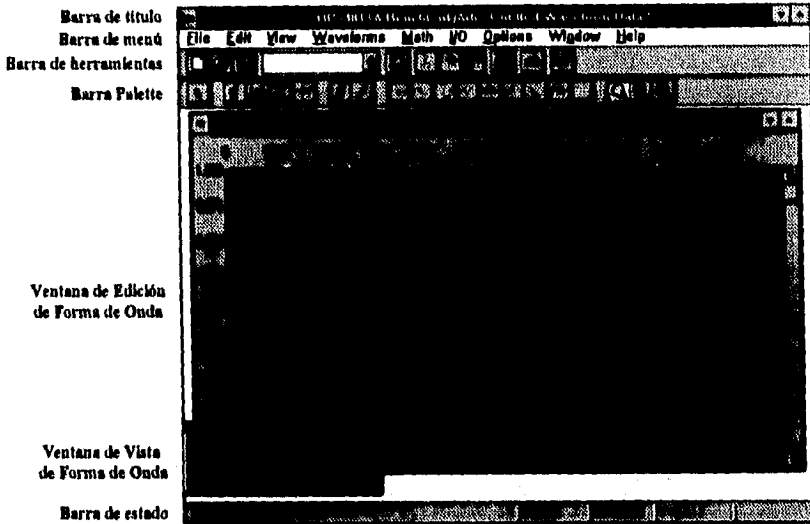 Barra de título
Barra de menú
File Edit View Waveforms Math I/O Options Window Help
Barra de herramientas
Barra Palette
Ventana de Edición
de Forma de Onda
Ventana de Vista
de Forma de Onda
Barra de estado